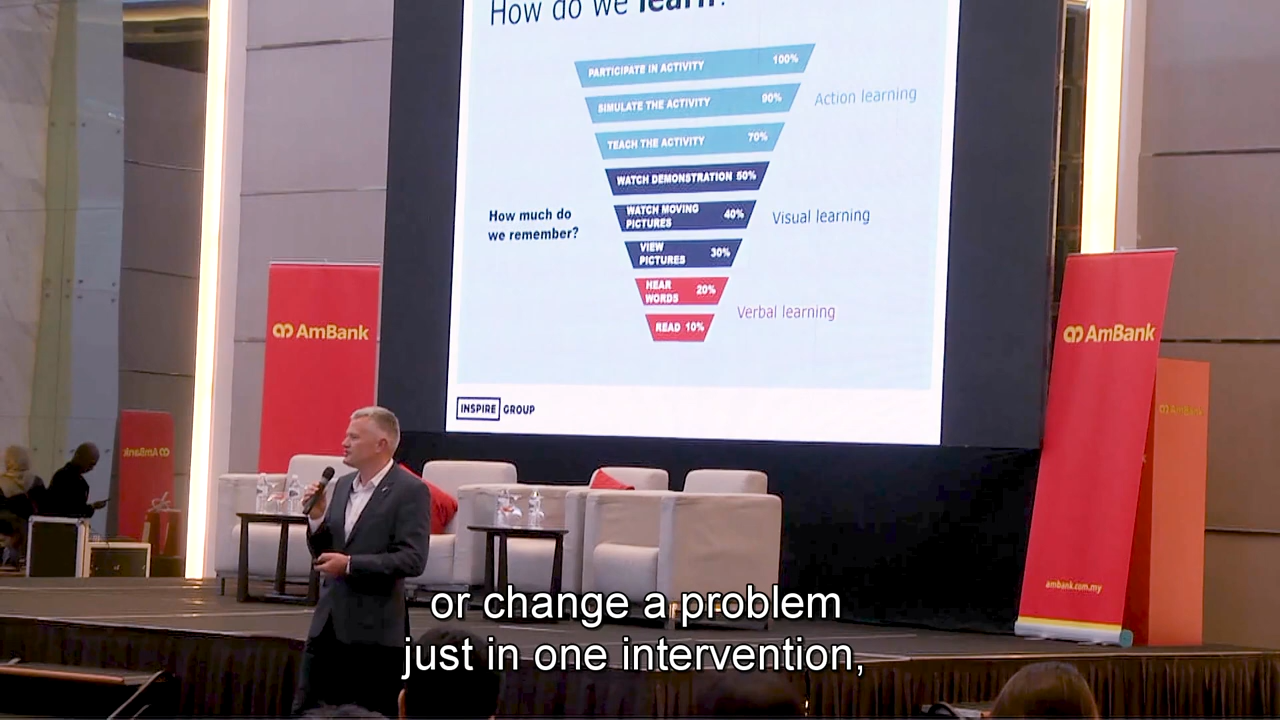 How do we learn?
PARTICIPATE IN ACTIVITY 100%
SIMULATE THE ACTIVITY 90%
Action learning
TEACH THE ACTIVITY 70%
WATCH DEMONSTRATION 50%
How much do
we remember?
WATCH MOVING
PICTURES 40%
Visual learning
VIEW
PICTURES 30%
HEAR
WORDS 20%
Verbal learning
READ 10%
INSPIRE GROUP
AmBank
AmBank
AmBank
AmBank
ambank.com.my
or change a problem
just in one intervention,